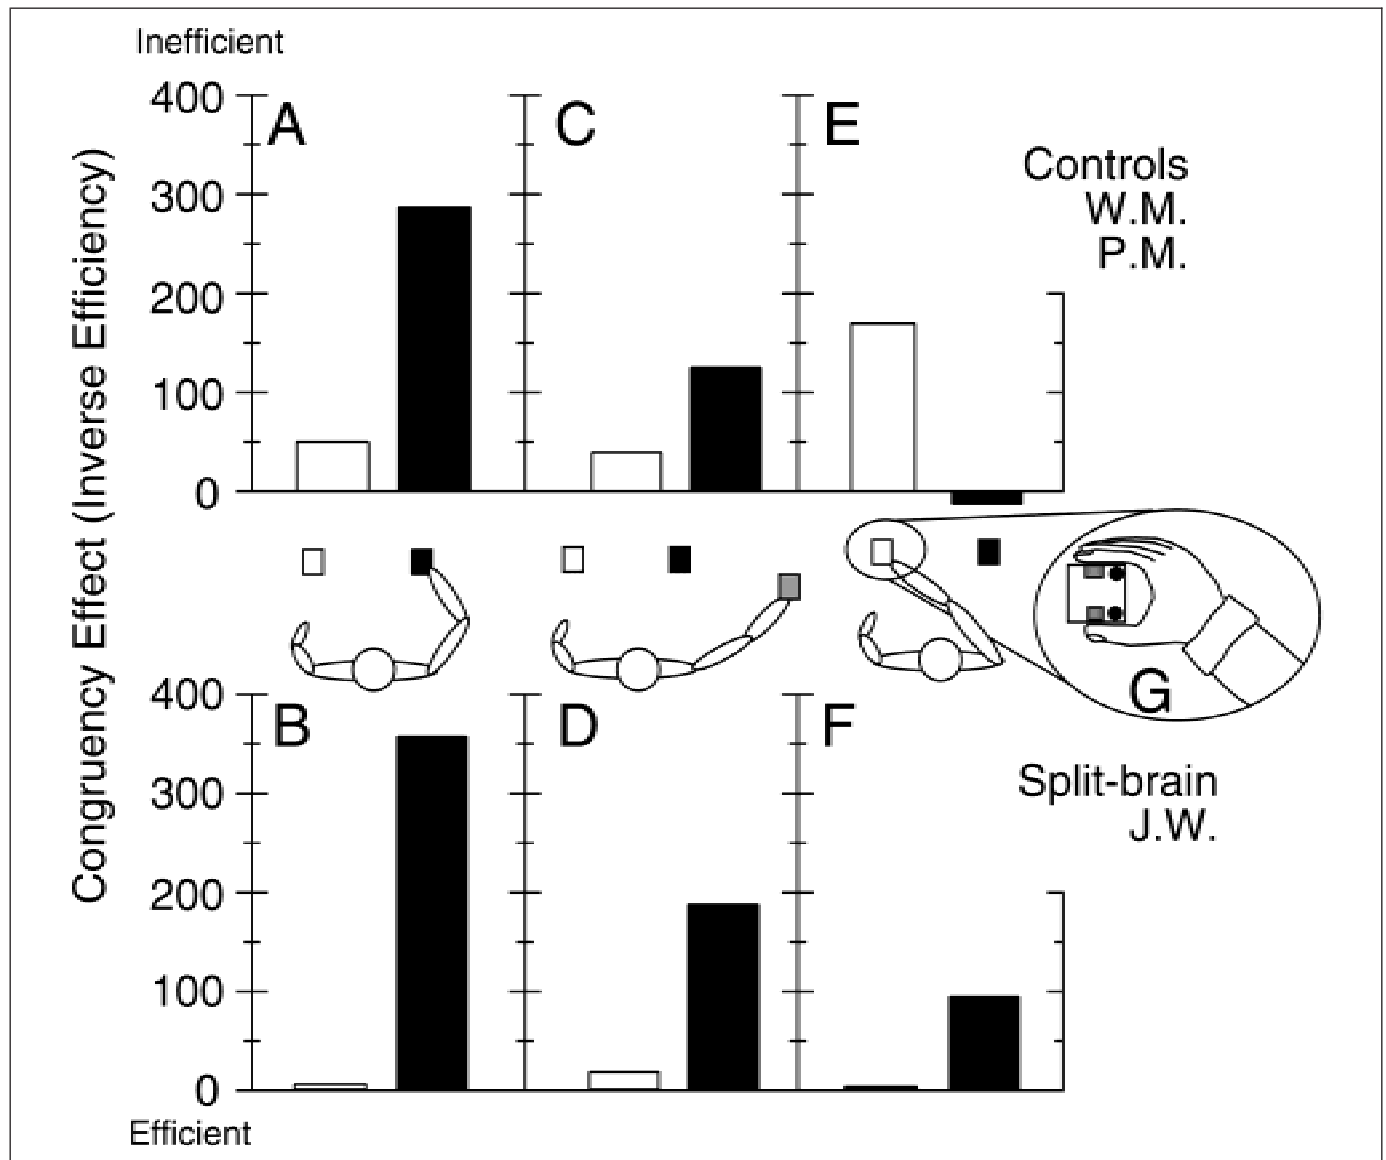 Inefficient
Congruency Effect (Inverse Efficiency)
400
300
200
100
0
A
C
E
Controls
W.M.
P.M.
G
400
300
200
100
0
B
D
F
Split-brain
J.W.
Efficient